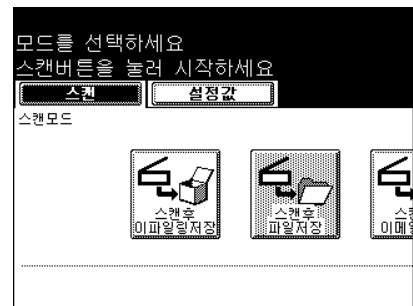 모드를 선택하세요
스캔버튼을 눌러 시작하세요
스캔 설정값
스캔모드
스캔후
이파일링저장
스캔후
파일저장